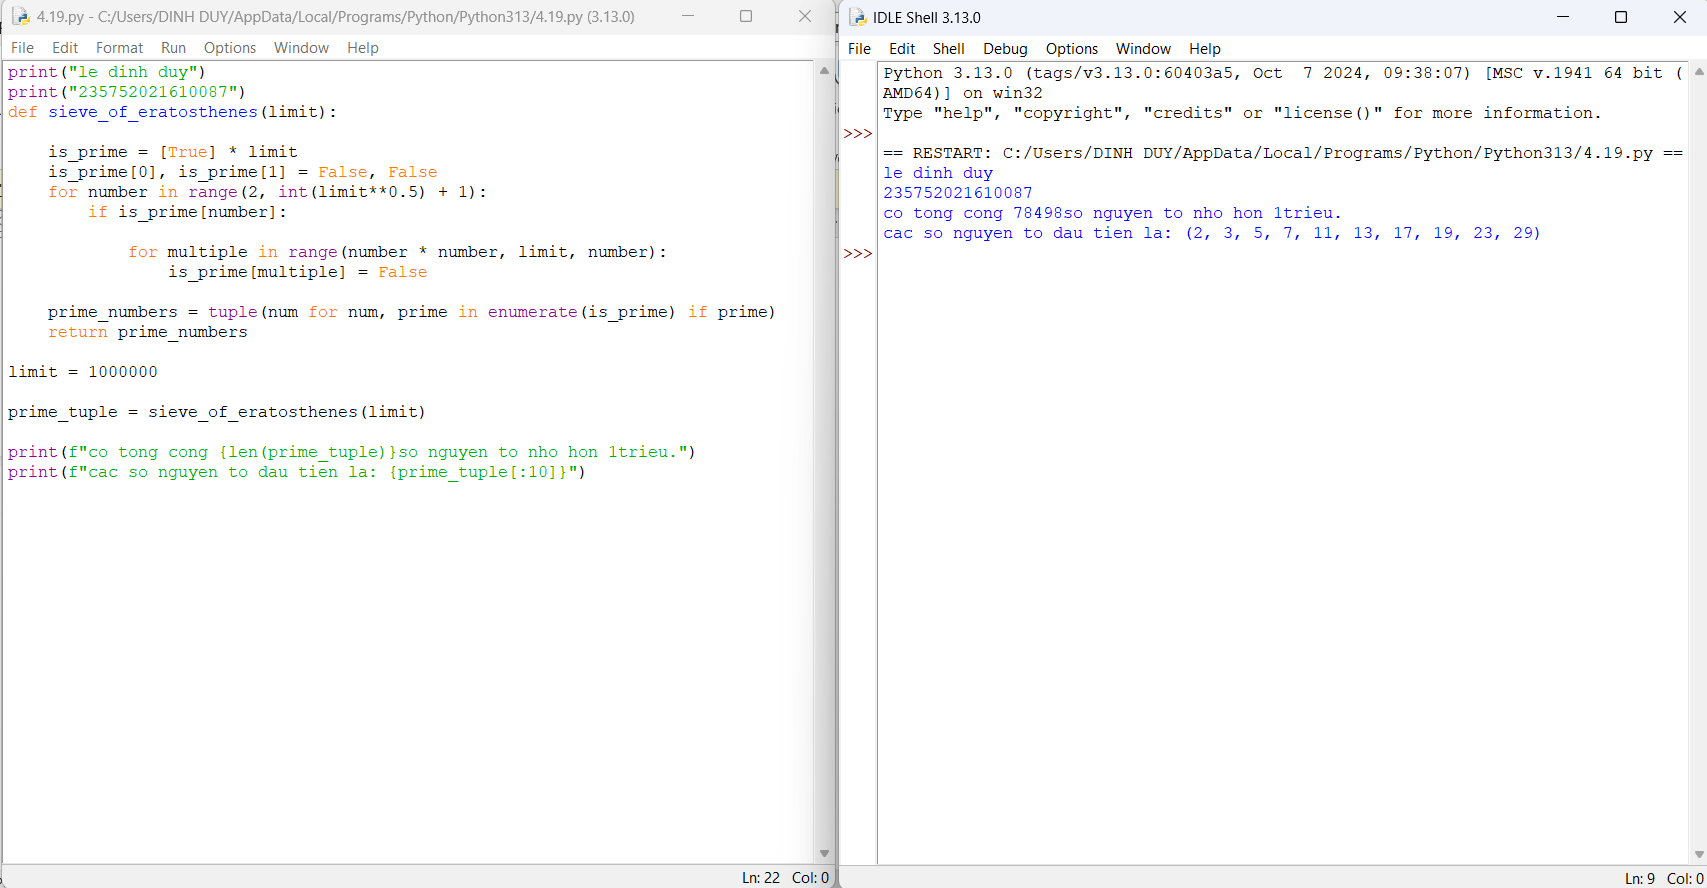 4.19.py - C:/Users/DINH DUY/AppData/Local/Programs/Python/Python313/4.19.py (3.13.0)
File Edit Format Run Options Window Help
print("le dinh duy")
print("235752021610087")
def sieve_of_eratosthenes(limit):
    is_prime = [True] * limit
    is_prime[0], is_prime[1] = False, False
    for number in range(2, int(limit**0.5) + 1):
        if is_prime[number]:
            for multiple in range(number * number, limit, number):
                is_prime[multiple] = False
    prime_numbers = tuple(num for num, prime in enumerate(is_prime) if prime)
    return prime_numbers
limit = 1000000
prime_tuple = sieve_of_eratosthenes(limit)
print(f"co tong cong {len(prime_tuple)}so nguyen to nho hon 1trieu.")
print(f"cac so nguyen to dau tien la: {prime_tuple[:10]}")
Ln: 22 Col: 0
IDLE Shell 3.13.0
File Edit Shell Debug Options Window Help
Python 3.13.0 (tags/v3.13.0:60403a5, Oct  7 2024, 09:38:07) [MSC v.1941 64 bit (
AMD64)] on win32
Type "help", "copyright", "credits" or "license()" for more information.
>>>
== RESTART: C:/Users/DINH DUY/AppData/Local/Programs/Python/Python313/4.19.py ==
le dinh duy
235752021610087
co tong cong 78498so nguyen to nho hon 1trieu.
cac so nguyen to dau tien la: (2, 3, 5, 7, 11, 13, 17, 19, 23, 29)
>>>
Ln: 9 Col: 0